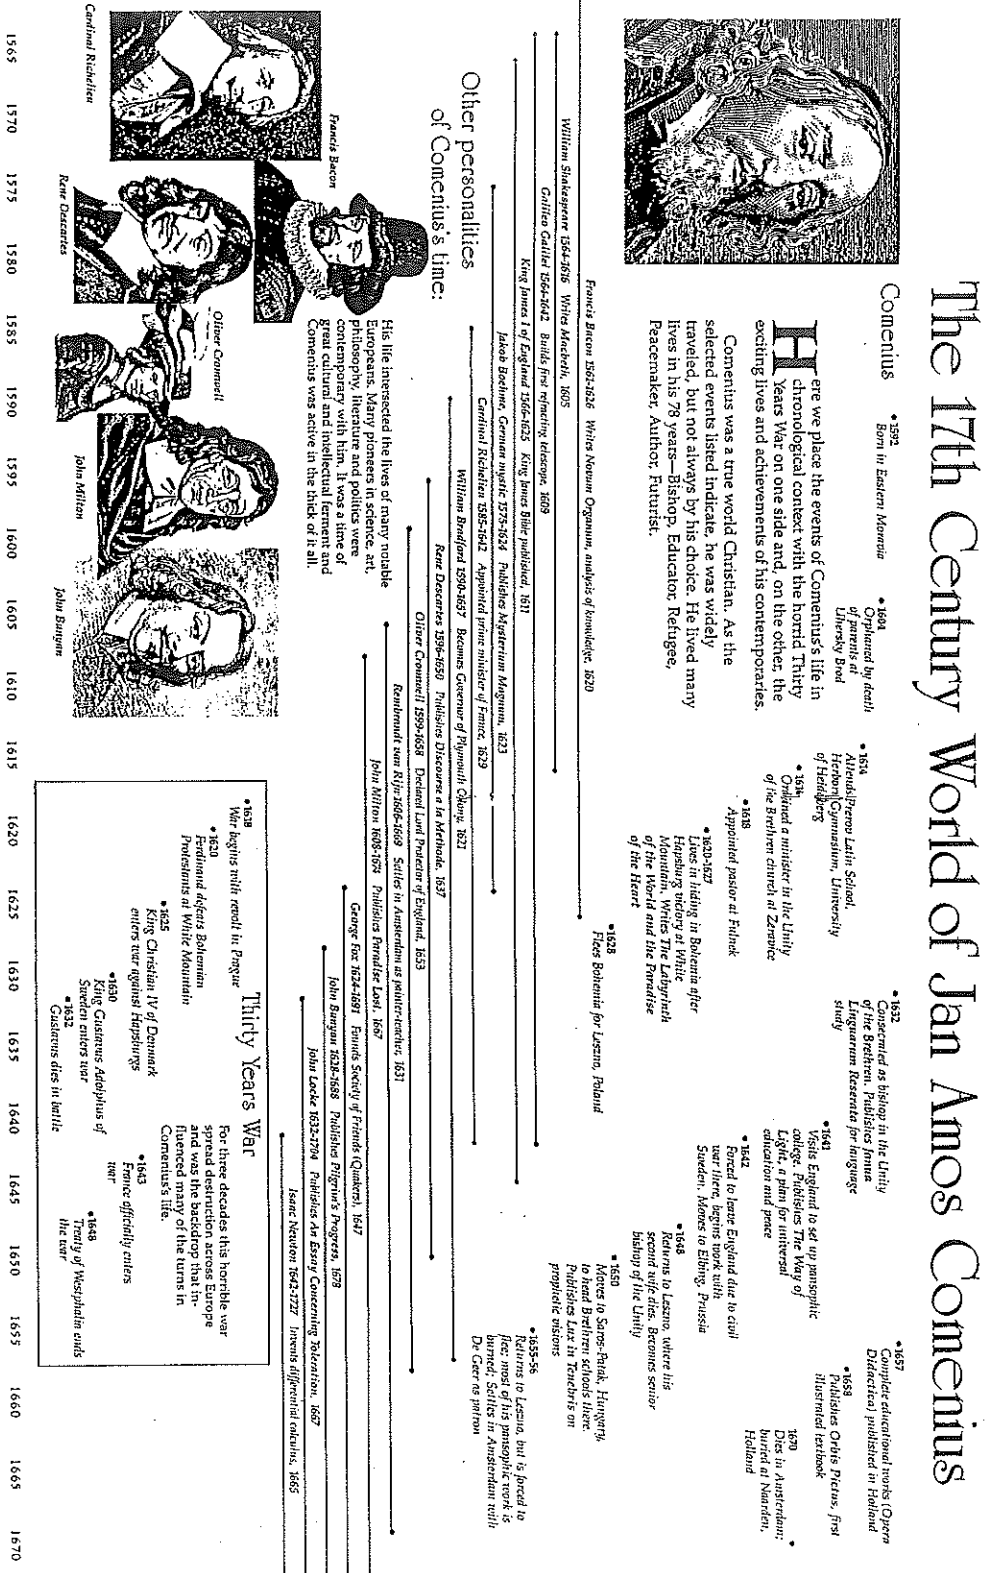 The 17th Century World of Jan Amos Comenius
Comenius
Here we place the events of Comenius's life in
chronological context with the horrid Thirty
Years War on one side and, on the other, the
exciting lives and achievements of his contemporaries.
Comenius was a true world Christian. As the
selected events listed indicate, he was widely
traveled, but not always by his choice. He lived many
lives in his 78 years—Bishop, Educator, Refugee,
Peacemaker, Author, Futurist.
•1592
Born in Eastern Moravia
•1604
Orphaned by death
of parents at
Uhersky Brod
•1614
Attends Prerov Latin School,
Herborn Gymnasium, University
of Heidelberg
Ordained a minister in the Unity
of the Brethren church at Zeravice
•1618
Appointed pastor at Fulnek
•1620-1627
Lives in hiding in Bohemia after
Hapsburg victory at White
Mountain, Writes The Labyrinth
of the World and the Paradise
of the Heart
•1628
Flees Bohemia for Leszno, Poland
•1632
Consecrated as bishop in the Unity
of the Brethren. Publishes Janua
Linguarum Reserata for language
study
•1641
Visits England to set up pansophic
college. Publishes The Way of
Light, a plan for universal
education and peace
•1642
Forced to leave England due to civil
war there, begins work with
Sweden. Moves to Elbing, Prussia
•1648
Returns to Leszno, where his
second wife dies. Becomes senior
bishop of the Unity
•1650
Moves to Saros-Patak, Hungary,
to head Brethren schools there.
Publishes Lux in Tenebris on
prophetic visions
•1655-56
Returns to Leszno, but is forced to
flee; most of his pansophic work is
burned; Settles in Amsterdam with
De Geer as patron
•1657
Complete educational works (Opera
Didactica) published in Holland
•1658
Publishes Orbis Pictus, first
illustrated textbook
1670
Dies in Amsterdam;
buried at Naarden,
Holland
Francis Bacon 1562-1626 Writes Novum Organum, analysis of knowledge, 1620
William Shakespeare 1564-1616 Writes Macbeth, 1605
Galileo Galilei 1564-1642 Builds first refracting telescope, 1609
King James I of England 1566-1625 King James Bible published, 1611
Jakob Boehme, German mystic 1575-1624 Publishes Mysterium Magnum, 1623
Cardinal Richelieu 1585-1642 Appointed prime minister of France, 1629
William Bradford 1590-1657 Becomes Governor of Plymouth Colony, 1621
Rene Descartes 1596-1650 Publishes Discourse a la Methode, 1637
Oliver Cromwell 1599-1658 Declared Lord Protector of England, 1653
Rembrandt van Rijn 1606-1669 Settles in Amsterdam as painter-teacher, 1631
John Milton 1608-1674 Publishes Paradise Lost, 1667
George Fox 1624-1691 Founds Society of Friends (Quakers), 1647
John Bunyan 1628-1688 Publishes Pilgrim's Progress, 1678
John Locke 1632-1704 Publishes An Essay Concerning Toleration, 1667
Isaac Newton 1642-1727 Invents differential calculus, 1665
Other personalities
of Comenius's time:
His life intersected the lives of many notable
Europeans. Many pioneers in science, art,
philosophy, literature and politics were
contemporary with him. It was a time of
great cultural and intellectual ferment and
Comenius was active in the thick of it all.
Francis Bacon
Cardinal Richelieu
Rene Descartes
Oliver Cromwell
John Milton
John Bunyan
Thirty Years War
For three decades this horrible war
spread destruction across Europe
and was the backdrop that in-
fluenced many of the turns in
Comenius's life.
•1618
War begins with revolt in Prague
•1620
Ferdinand defeats Bohemian
Protestants at White Mountain
•1625
King Christian IV of Denmark
enters war against Hapsburgs
•1630
King Gustavus Adolphus of
Sweden enters war
•1632
Gustavus dies in battle
•1643
France officially enters
war
•1648
Treaty of Westphalia ends
the war
1565 1570 1575 1580 1585 1590 1595 1600 1605 1610 1615 1620 1625 1630 1635 1640 1645 1650 1655 1660 1665 1670